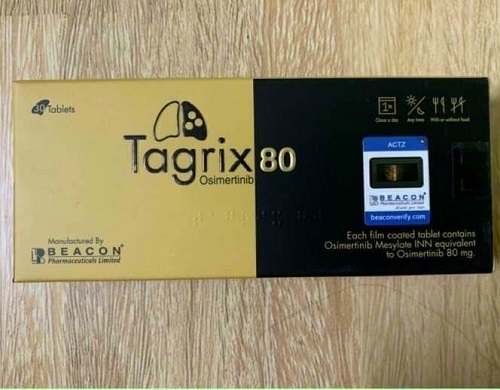 30 Tablets
Tagrix 80
Osimertinib
Manufactured By
BEACON
Pharmaceuticals Limited
1x
Once a day
Any time
With or without food
ACTZ
BEACON
Pharmaceuticals Limited
beaconverify.com
Each film coated tablet contains
Osimertinib Mesylate INN equivalent
to Osimertinib 80 mg.